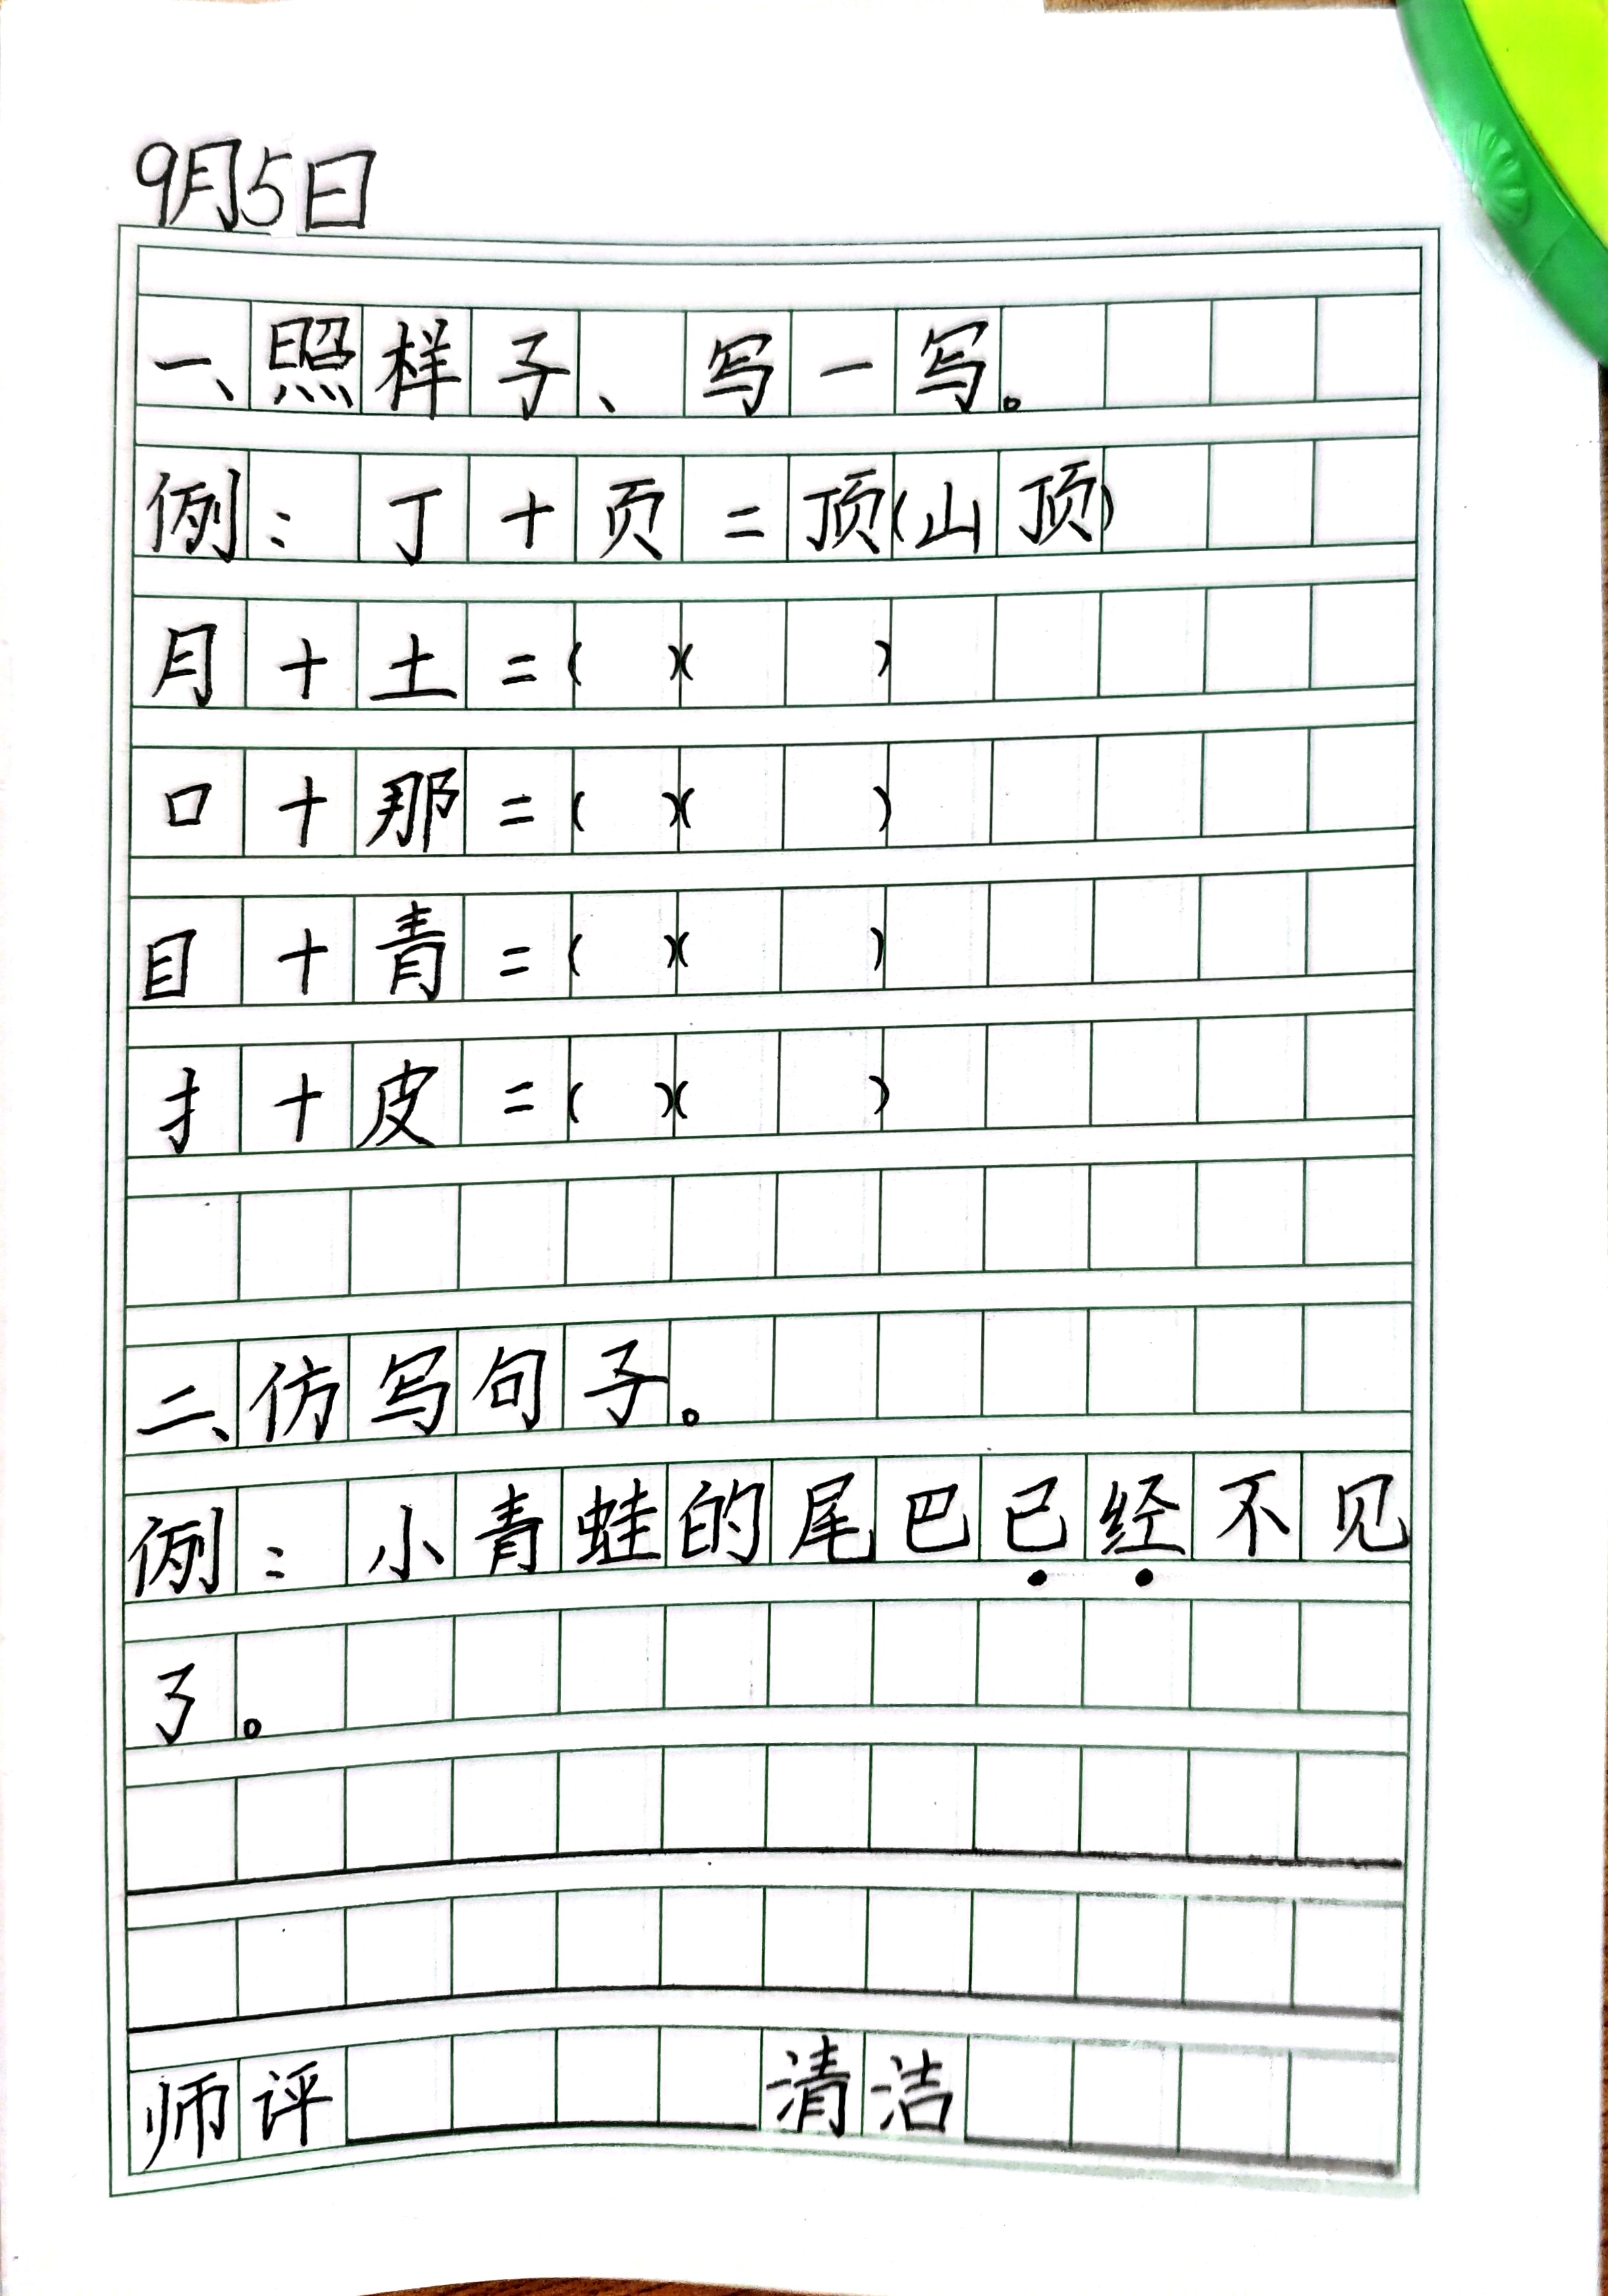 9月5日
一、照样子、写一写。
例：丁+页=顶(山顶)
月+土=( )( )
口+那=( )( )
目+青=( )( )
扌+皮=( )( )
二、仿写句子。
例：小青蛙的尾巴已经不见
了。
师评 清洁